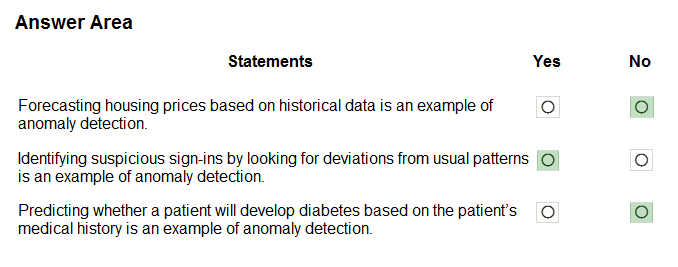 Answer Area
Statements Yes No
Forecasting housing prices based on historical data is an example of
anomaly detection.
Identifying suspicious sign-ins by looking for deviations from usual patterns
is an example of anomaly detection.
Predicting whether a patient will develop diabetes based on the patient’s
medical history is an example of anomaly detection.